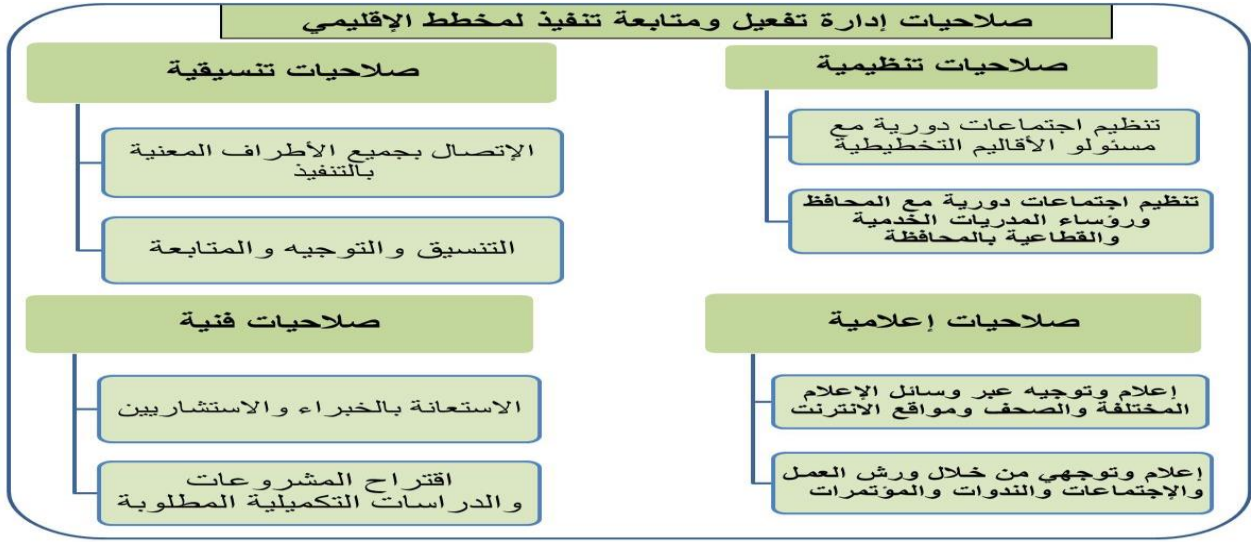 صلاحيات إدارة تفعيل ومتابعة تنفيذ لمخطط الإقليمي
صلاحيات تنظيمية
تنظيم اجتماعات دورية مع
مسئولو الأقاليم التخطيطية
تنظيم اجتماعات دورية مع المحافظ
ورؤساء المدريات الخدمية
والقطاعية بالمحافظة
صلاحيات تنسيقية
الإتصال بجميع الأطراف المعنية
بالتنفيذ
التنسيق والتوجيه والمتابعة
صلاحيات إعلامية
إعلام وتوجيه عبر وسائل الإعلام
المختلفة والصحف ومواقع الانترنت
إعلام وتوجهي من خلال ورش العمل
والإجتماعات والندوات والمؤتمرات
صلاحيات فنية
الاستعانة بالخبراء والاستشاريين
اقتراح المشروعات
والدراسات التكميلية المطلوبة